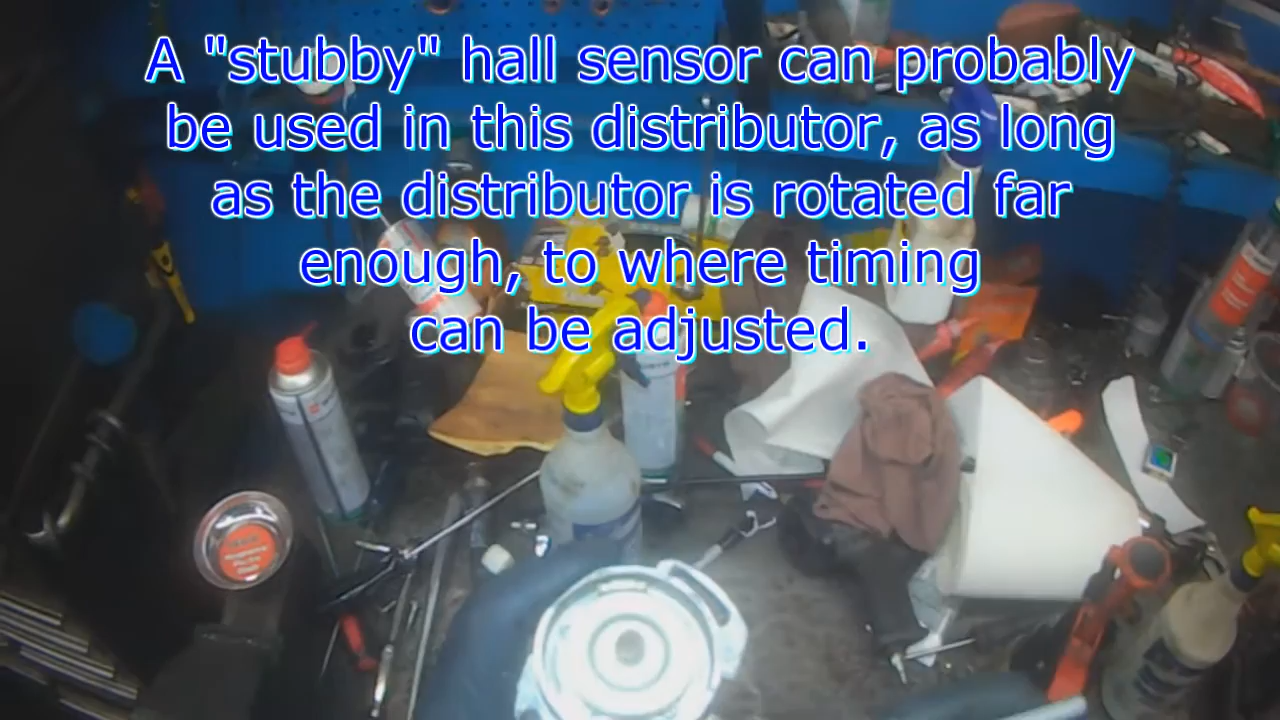 A "stubby" hall sensor can probably
be used in this distributor, as long
as the distributor is rotated far
enough, to where timing
can be adjusted.